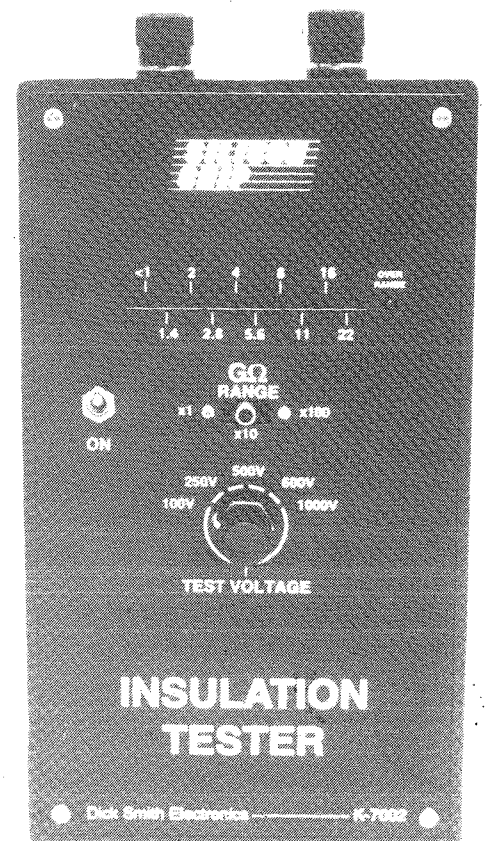 <1 2 4 8 16 OVER
RANGE
1.4 2.8 5.6 11 22
GΩ
RANGE
x1 x100
x10
ON
500V
250V 600V
100V 1000V
TEST VOLTAGE
INSULATION
TESTER
Dick Smith Electronics K-7002